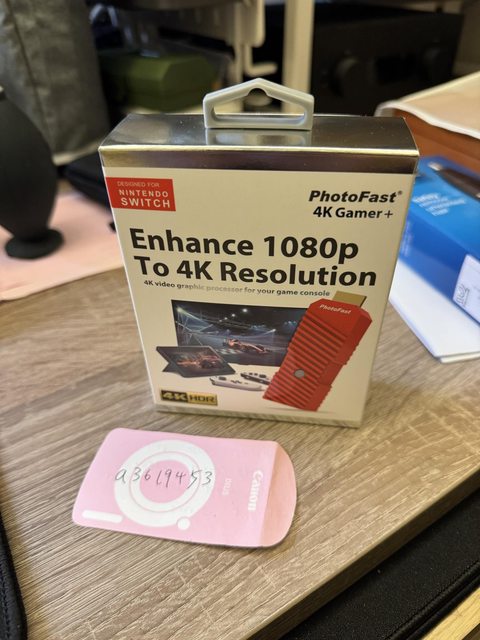 DESIGNED FOR
NINTENDO
SWITCH
PhotoFast®
4K Gamer+
Enhance 1080p
To 4K Resolution
4K video graphic processor for your game console
PhotoFast
4K HDR
a3619453
IXUS
Canon